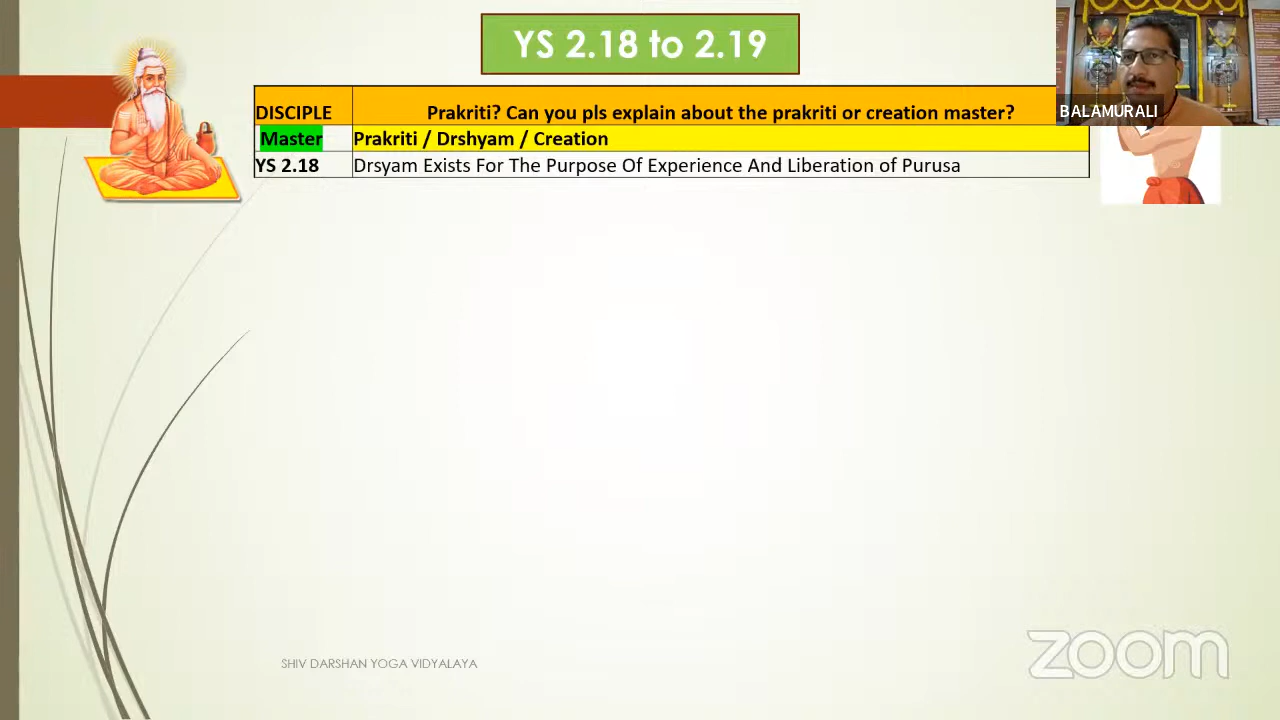 YS 2.18 to 2.19
DISCIPLE Prakriti? Can you pls explain about the prakriti or creation master?
BALAMURALI
Master Prakriti / Drshyam / Creation
YS 2.18 Drsyam Exists For The Purpose Of Experience And Liberation of Purusa
SHIV DARSHAN YOGA VIDYALAYA
zoom